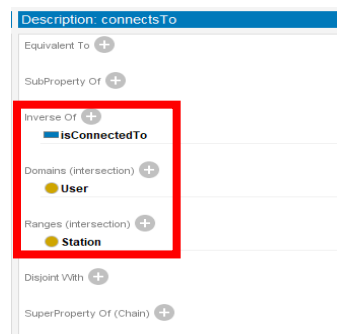 Description: connectsTo
Equivalent To
SubProperty Of
Inverse Of
isConnectedTo
Domains (intersection)
User
Ranges (intersection)
Station
Disjoint With
SuperProperty Of (Chain)